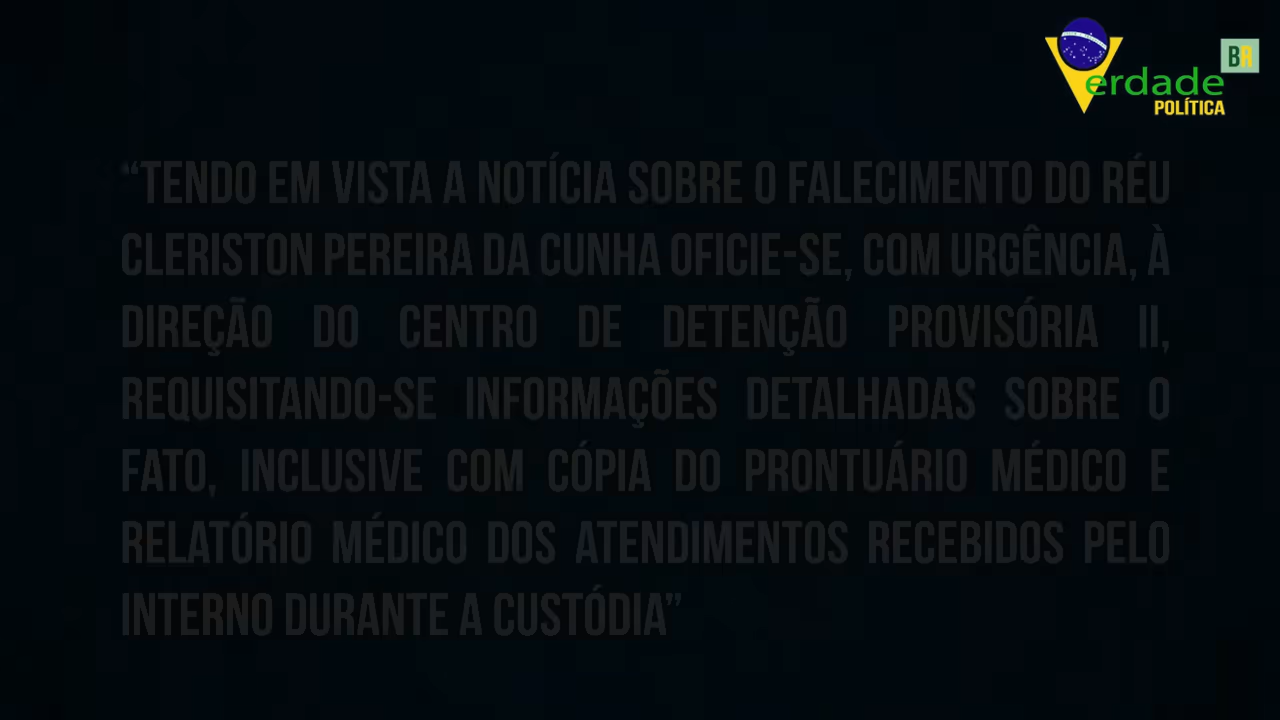 BR
erdade
POLÍTICA
“TENDO EM VISTA A NOTÍCIA SOBRE O FALECIMENTO DO RÉU
CLERISTON PEREIRA DA CUNHA OFICIE-SE, COM URGÊNCIA, À
DIREÇÃO DO CENTRO DE DETENÇÃO PROVISÓRIA II,
REQUISITANDO-SE INFORMAÇÕES DETALHADAS SOBRE O
FATO, INCLUSIVE COM CÓPIA DO PRONTUÁRIO MÉDICO E
RELATÓRIO MÉDICO DOS ATENDIMENTOS RECEBIDOS PELO
INTERNO DURANTE A CUSTÓDIA”